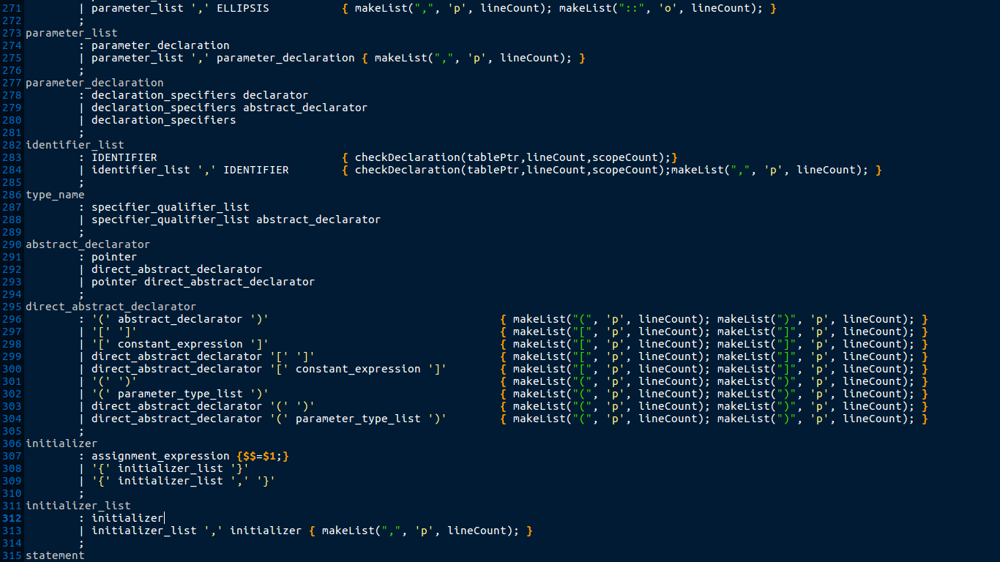 271         | parameter_list ',' ELLIPSIS           { makeList(",", 'p', lineCount); makeList("::", 'o', lineCount); }
272         ;
273 parameter_list
274         : parameter_declaration
275         | parameter_list ',' parameter_declaration { makeList(",", 'p', lineCount); }
276         ;
277 parameter_declaration
278         : declaration_specifiers declarator
279         | declaration_specifiers abstract_declarator
280         | declaration_specifiers
281         ;
282 identifier_list
283         : IDENTIFIER                            { checkDeclaration(tablePtr,lineCount,scopeCount);}
284         | identifier_list ',' IDENTIFIER        { checkDeclaration(tablePtr,lineCount,scopeCount);makeList(",", 'p', lineCount); }
285         ;
286 type_name
287         : specifier_qualifier_list
288         | specifier_qualifier_list abstract_declarator
289         ;
290 abstract_declarator
291         : pointer
292         | direct_abstract_declarator
293         | pointer direct_abstract_declarator
294         ;
295 direct_abstract_declarator
296         : '(' abstract_declarator ')'                                   { makeList("(", 'p', lineCount); makeList(")", 'p', lineCount); }
297         | '[' ']'                                                       { makeList("[", 'p', lineCount); makeList("]", 'p', lineCount); }
298         | '[' constant_expression ']'                                   { makeList("[", 'p', lineCount); makeList("]", 'p', lineCount); }
299         | direct_abstract_declarator '[' ']'                            { makeList("[", 'p', lineCount); makeList("]", 'p', lineCount); }
300         | direct_abstract_declarator '[' constant_expression ']'        { makeList("[", 'p', lineCount); makeList("]", 'p', lineCount); }
301         | '(' ')'                                                       { makeList("(", 'p', lineCount); makeList(")", 'p', lineCount); }
302         | '(' parameter_type_list ')'                                   { makeList("(", 'p', lineCount); makeList(")", 'p', lineCount); }
303         | direct_abstract_declarator '(' ')'                            { makeList("(", 'p', lineCount); makeList(")", 'p', lineCount); }
304         | direct_abstract_declarator '(' parameter_type_list ')'        { makeList("(", 'p', lineCount); makeList(")", 'p', lineCount); }
305         ;
306 initializer
307         : assignment_expression {$$=$1;}
308         | '{' initializer_list '}'
309         | '{' initializer_list ',' '}'
310         ;
311 initializer_list
312         : initializer
313         | initializer_list ',' initializer { makeList(",", 'p', lineCount); }
314         ;
315 statement